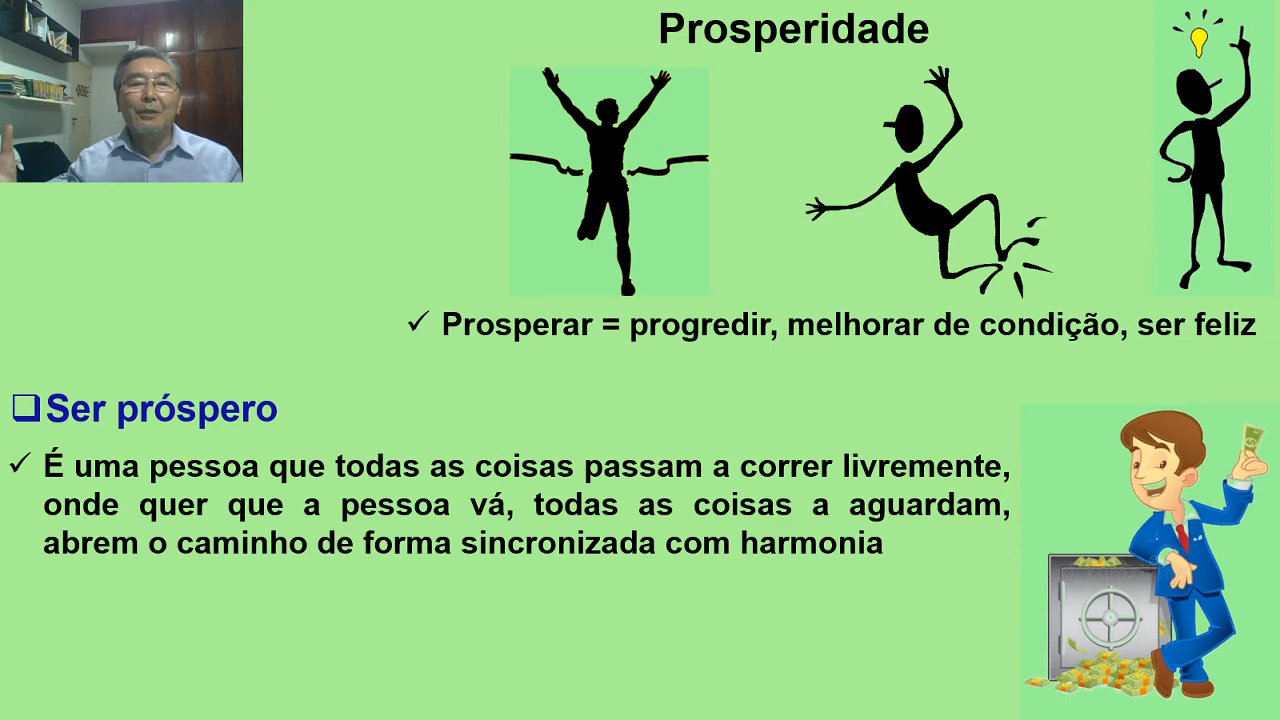 Prosperidade
Prosperar = progredir, melhorar de condição, ser feliz
Ser próspero
É uma pessoa que todas as coisas passam a correr livremente,
onde quer que a pessoa vá, todas as coisas a aguardam,
abrem o caminho de forma sincronizada com harmonia